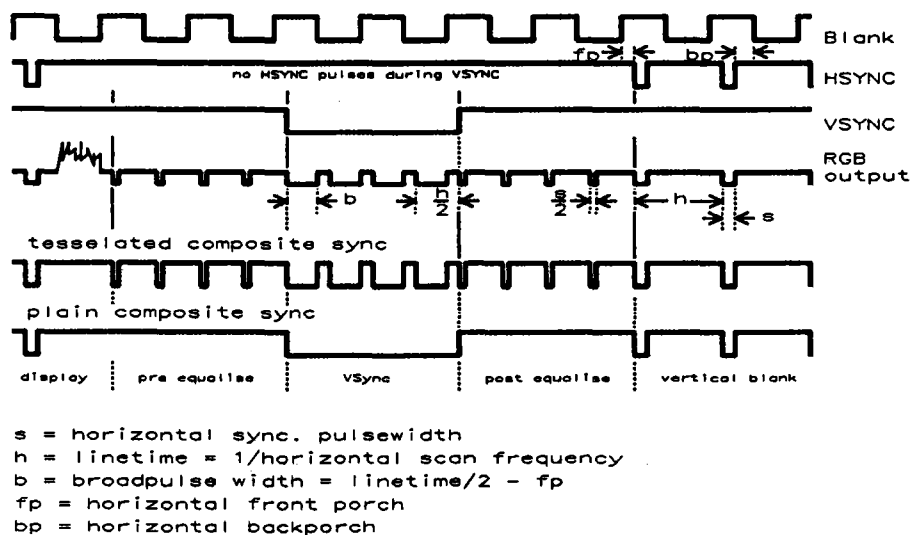 Blank
fp
bp
no HSYNC pulses during VSYNC
HSYNC
VSYNC
RGB
output
b
h
2
s
2
h
s
tesselated composite sync
plain composite sync
display
pre equalise
VSync
post equalise
vertical blank
s = horizontal sync. pulsewidth
h = linetime = 1/horizontal scan frequency
b = broadpulse width = linetime/2 - fp
fp = horizontal front porch
bp = horizontal backporch